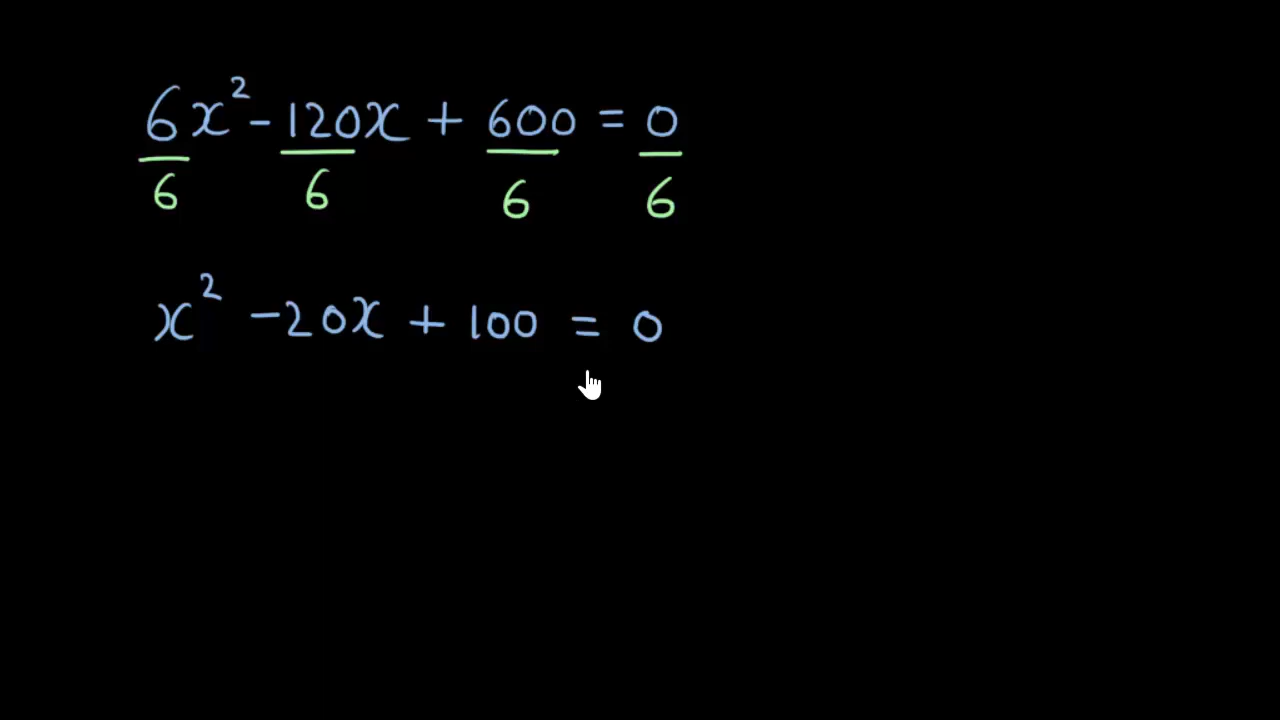 6x² - 120x + 600 = 0
6 6 6 6
x² - 20x + 100 = 0